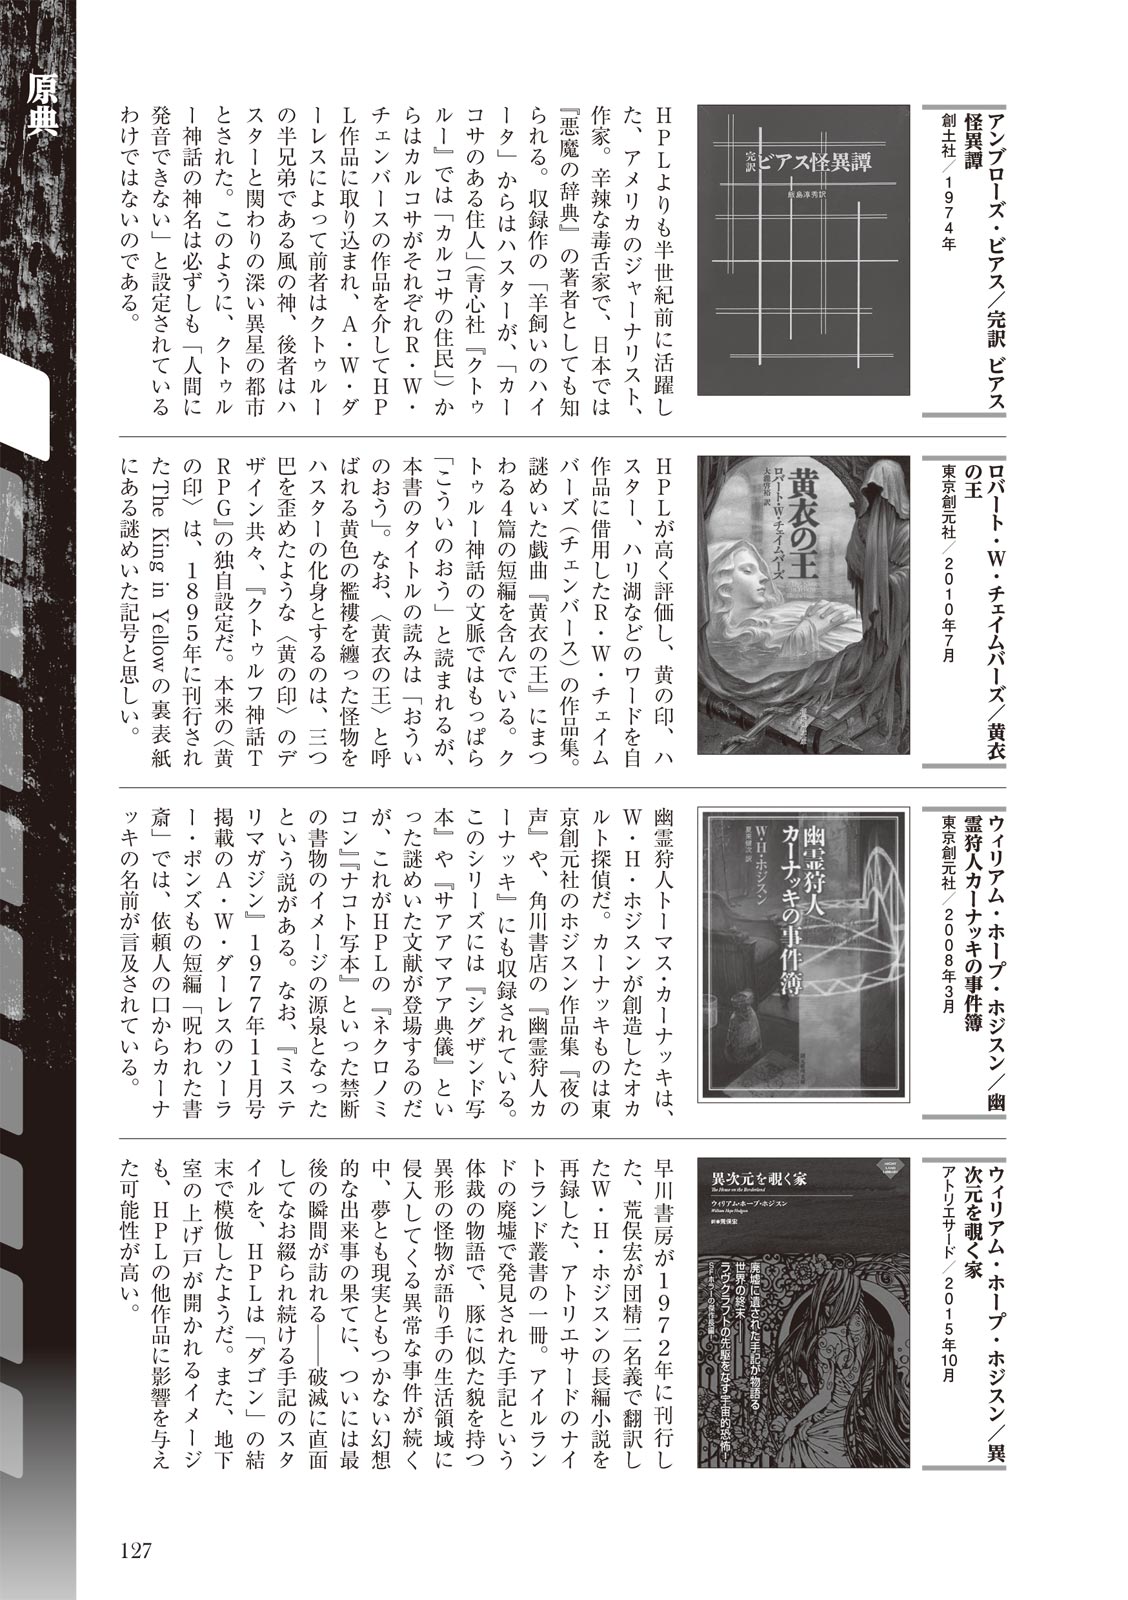 原典
アンブローズ・ビアス／完訳 ビアス
怪異譚
創土社／1974年
完訳 ビアス怪異譚
飯島淳秀訳
HPLよりも半世紀前に活躍し
た、アメリカのジャーナリスト、
作家。辛辣な毒舌家で、日本では
『悪魔の辞典』の著者としても知
られる。収録作の「羊飼いのハイ
ータ」からはハスターが、「カー
コサのある住人」（青心社『クトゥ
ルー』では「カルコサの住民」）か
らはカルコサがそれぞれR・W・
チェンバースの作品を介してHP
L作品に取り込まれ、A・W・ダ
ーレスによって前者はクトゥルー
の半兄弟である風の神、後者はハ
スターと関わりの深い異星の都市
とされた。このように、クトゥル
ー神話の神名は必ずしも「人間に
発音できない」と設定されている
わけではないのである。
ロバート・W・チェイムバーズ／黄衣
の王
東京創元社／2010年7月
黄衣の王
ロバート・W・チェイムバーズ
大瀧啓裕 訳
HPLが高く評価し、黄の印、ハ
スター、ハリ湖などのワードを自
作品に借用したR・W・チェイム
バーズ（チェンバース）の作品集。
謎めいた戯曲『黄衣の王』にまつ
わる4篇の短編を含んでいる。ク
トゥルー神話の文脈ではもっぱら
「こういのおう」と読まれるが、
本書のタイトルの読みは「おうい
のおう」。なお、〈黄衣の王〉と呼
ばれる黄色の襤褸を纏った怪物を
ハスターの化身とするのは、三つ
巴を歪めたような〈黄の印〉のデ
ザイン共々、『クトゥルフ神話T
RPG』の独自設定だ。本来の〈黄
の印〉は、1895年に刊行され
たThe King in Yellowの裏表紙
にある謎めいた記号と思しい。
ウィリアム・ホープ・ホジスン／幽
霊狩人カーナッキの事件簿
東京創元社／2008年3月
幽霊狩人
カーナッキの事件簿
W・H・ホジスン
夏来健次 訳
幽霊狩人トーマス・カーナッキは、
W・H・ホジスンが創造したオカ
ルト探偵だ。カーナッキものは東
京創元社のホジスン作品集『夜の
声』や、角川書店の『幽霊狩人カ
ーナッキ』にも収録されている。
このシリーズには『シグザンド写
本』や『サアアマアア典儀』とい
った謎めいた文献が登場するのだ
が、これがHPLの『ネクロノミ
コン』『ナコト写本』といった禁断
の書物のイメージの源泉となった
という説がある。なお、『ミステ
リマガジン』1977年11月号
掲載のA・W・ダーレスのソーラ
ー・ポンズもの短編「呪われた書
斎」では、依頼人の口からカーナ
ッキの名前が言及されている。
ウィリアム・ホープ・ホジスン／異
次元を覗く家
アトリエサード／2015年10月
NIGHT LAND LIBRARY
異次元を覗く家
The House on the Borderland
ウィリアム・ホープ・ホジスン
William Hope Hodgson
訳●荒俣宏
廃墟に遺された手記が物語る
世界の終末――
ラヴクラフトの先駆をなす宇宙的恐怖！
早川書房が1972年に刊行し
た、荒俣宏が団精二名義で翻訳し
たW・H・ホジスンの長編小説を
再録した、アトリエサードのナイ
トランド叢書の一冊。アイルラン
ドの廃墟で発見された手記という
体裁の物語で、豚に似た貌を持つ
異形の怪物が語り手の生活領域に
侵入してくる異常な事件が続く
中、夢とも現実ともつかない幻想
的な出来事の果てに、ついには最
後の瞬間が訪れる――破滅に直面
してなお綴られ続ける手記のスタ
イルを、HPLは「ダゴン」の結
末で模倣したようだ。また、地下
室の上げ戸が開かれるイメージ
も、HPLの他作品に影響を与え
た可能性が高い。
127